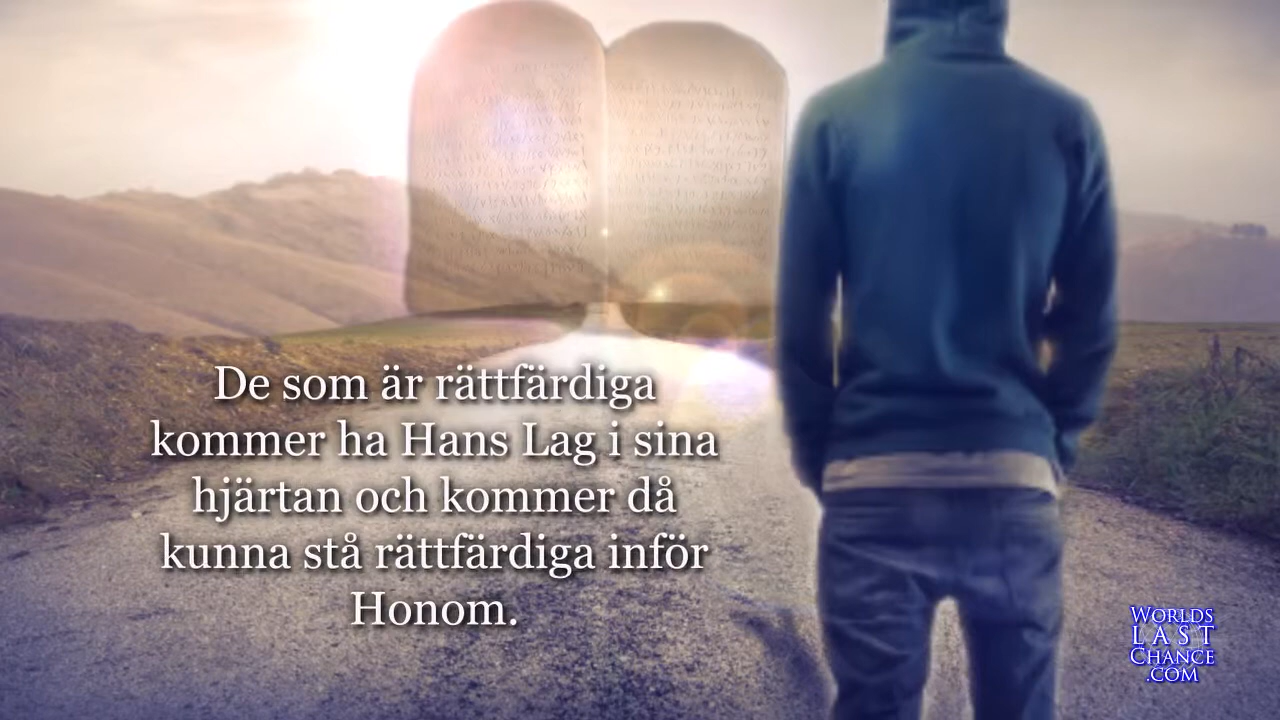 De som är rättfärdiga
kommer ha Hans Lag i sina
hjärtan och kommer då
kunna stå rättfärdiga inför
Honom.
WORLDS
LAST
CHANCE
.COM